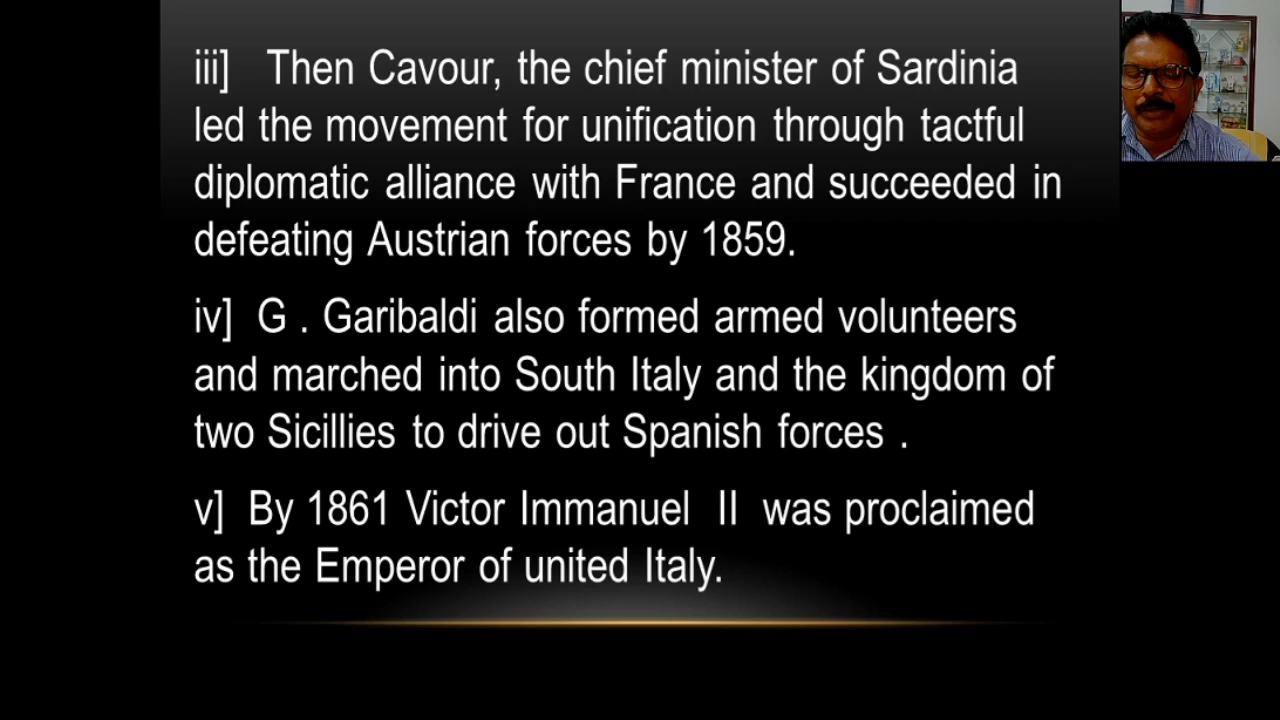 iii] Then Cavour, the chief minister of Sardinia
led the movement for unification through tactful
diplomatic alliance with France and succeeded in
defeating Austrian forces by 1859.
iv] G . Garibaldi also formed armed volunteers
and marched into South Italy and the kingdom of
two Sicillies to drive out Spanish forces .
v] By 1861 Victor Immanuel II was proclaimed
as the Emperor of united Italy.